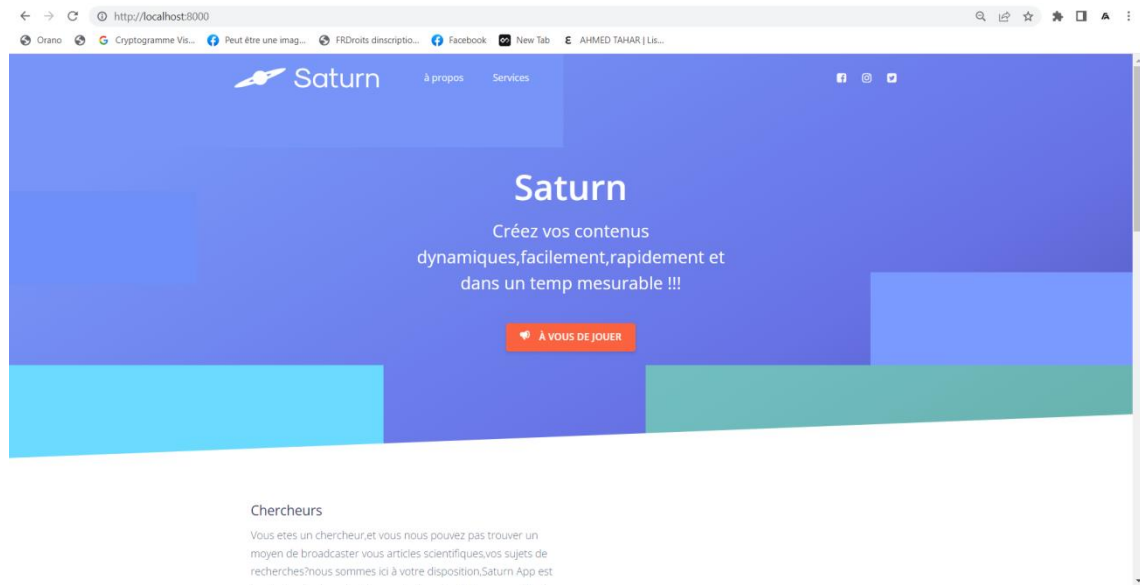 http://localhost:8000
Orano Cryptogramme Vis... Peut être une imag... FRDroits dinscriptio... Facebook New Tab AHMED TAHAR | Lis...
Saturn à propos Services
Saturn
Créez vos contenus
dynamiques,facilement,rapidement et
dans un temp mesurable !!!
À VOUS DE JOUER
Chercheurs
Vous etes un chercheur,et vous nous pouvez pas trouver un
moyen de broadcaster vous articles scientifiques,vos sujets de
recherches?nous sommes ici à votre disposition,Saturn App est